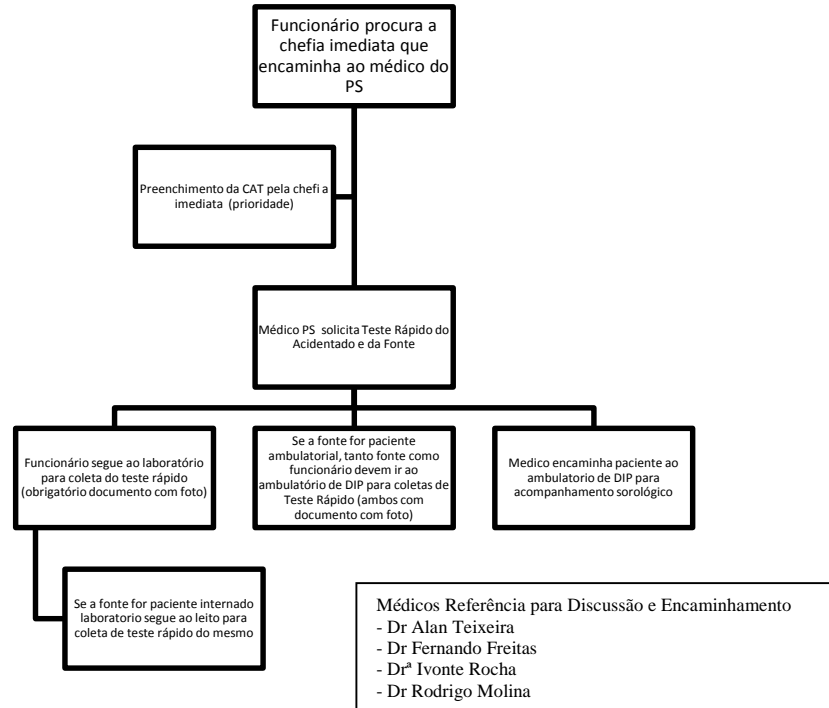 Funcionário procura a
chefia imediata que
encaminha ao médico do
PS
Preenchimento da CAT pela chefi a
imediata (prioridade)
Médico PS solicita Teste Rápido do
Acidentado e da Fonte
Funcionário segue ao laboratório
para coleta do teste rápido
(obrigatório documento com foto)
Se a fonte for paciente
ambulatorial, tanto fonte como
funcionário devem ir ao
ambulatório de DIP para coletas de
Teste Rápido (ambos com
documento com foto)
Medico encaminha paciente ao
ambulatorio de DIP para
acompanhamento sorológico
Se a fonte for paciente internado
laboratorio segue ao leito para
coleta de teste rápido do mesmo
Médicos Referência para Discussão e Encaminhamento
- Dr Alan Teixeira
- Dr Fernando Freitas
- Drª Ivonte Rocha
- Dr Rodrigo Molina